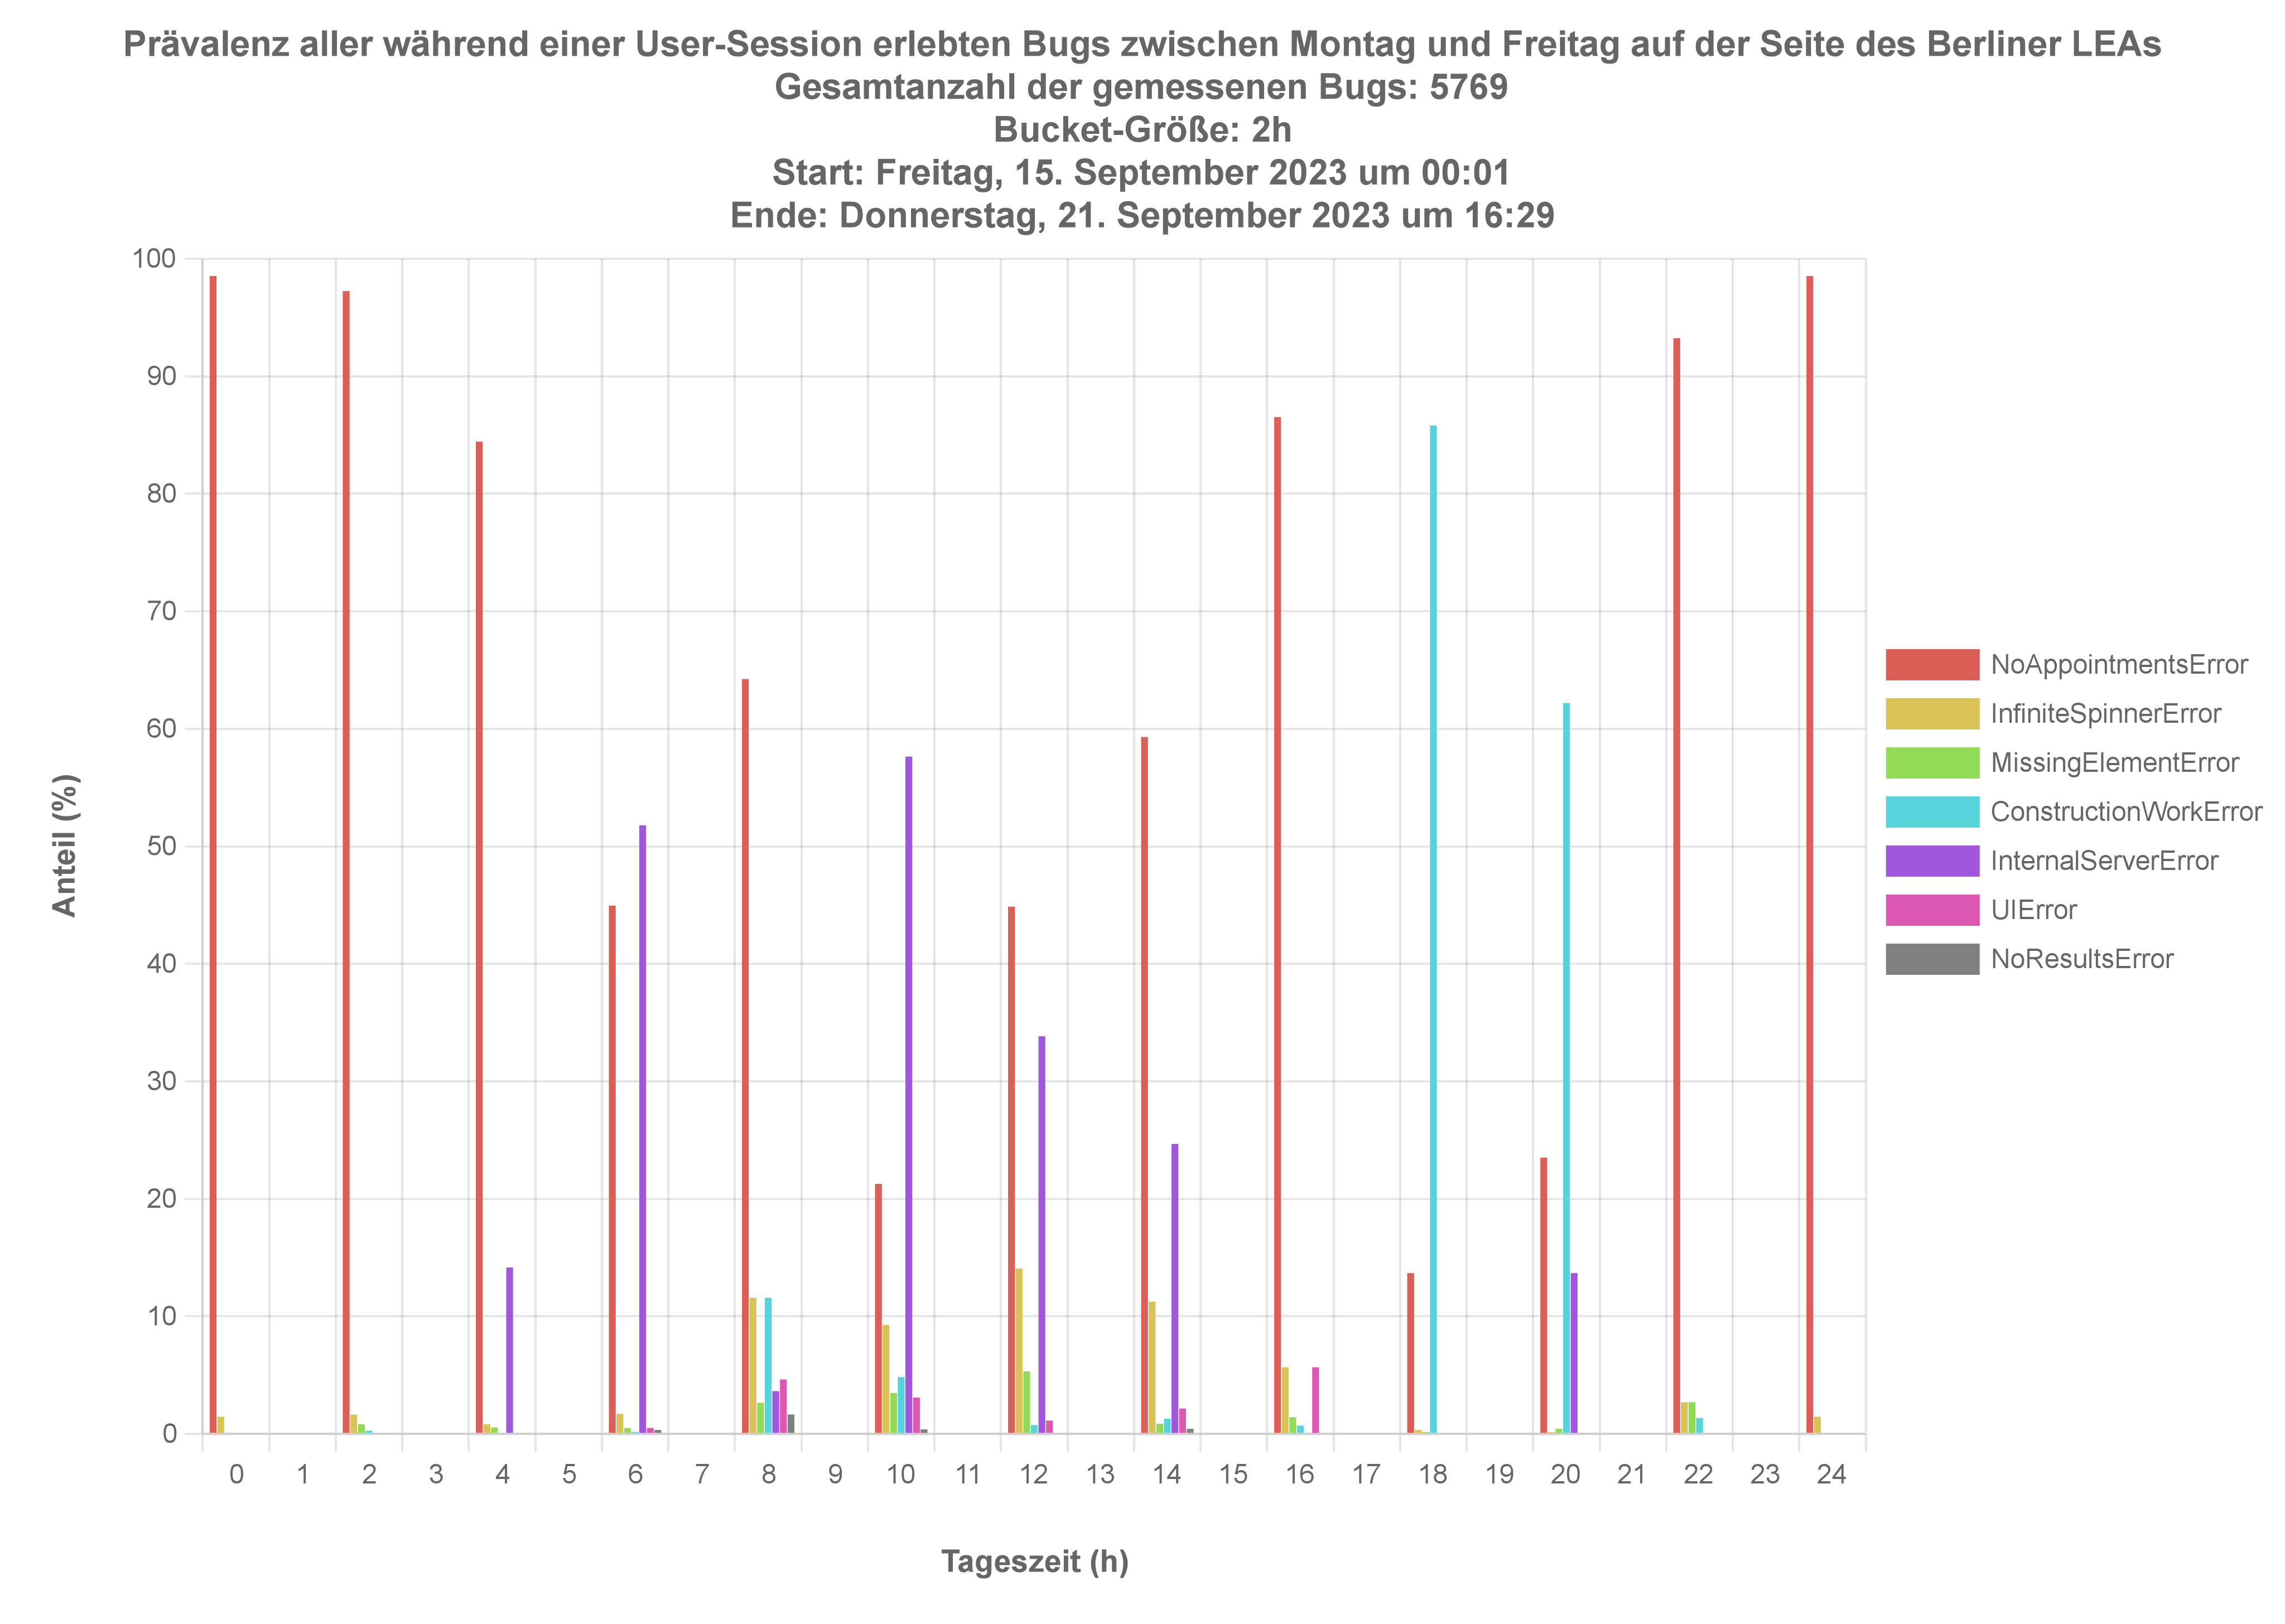 Prävalenz aller während einer User-Session erlebten Bugs zwischen Montag und Freitag auf der Seite des Berliner LEAs
Gesamtanzahl der gemessenen Bugs: 5769
Bucket-Größe: 2h
Start: Freitag, 15. September 2023 um 00:01
Ende: Donnerstag, 21. September 2023 um 16:29
100
90
80
70
60
50
40
30
20
10
0
Anteil (%)
0 1 2 3 4 5 6 7 8 9 10 11 12 13 14 15 16 17 18 19 20 21 22 23 24
Tageszeit (h)
NoAppointmentsError
InfiniteSpinnerError
MissingElementError
ConstructionWorkError
InternalServerError
UIError
NoResultsError